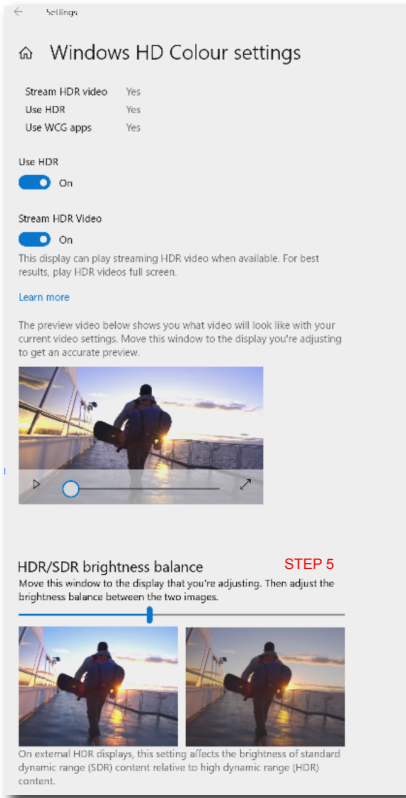 Settings
Windows HD Colour settings
Stream HDR video Yes
Use HDR Yes
Use WCG apps Yes
Use HDR
On
Stream HDR Video
On
This display can play streaming HDR video when available. For best
results, play HDR videos full screen.
Learn more
The preview video below shows you what video will look like with your
current video settings. Move this window to the display you're adjusting
to get an accurate preview.
HDR/SDR brightness balance STEP 5
Move this window to the display that you're adjusting. Then adjust the
brightness balance between the two images.
On external HDR displays, this setting affects the brightness of standard
dynamic range (SDR) content relative to high dynamic range (HDR)
content.